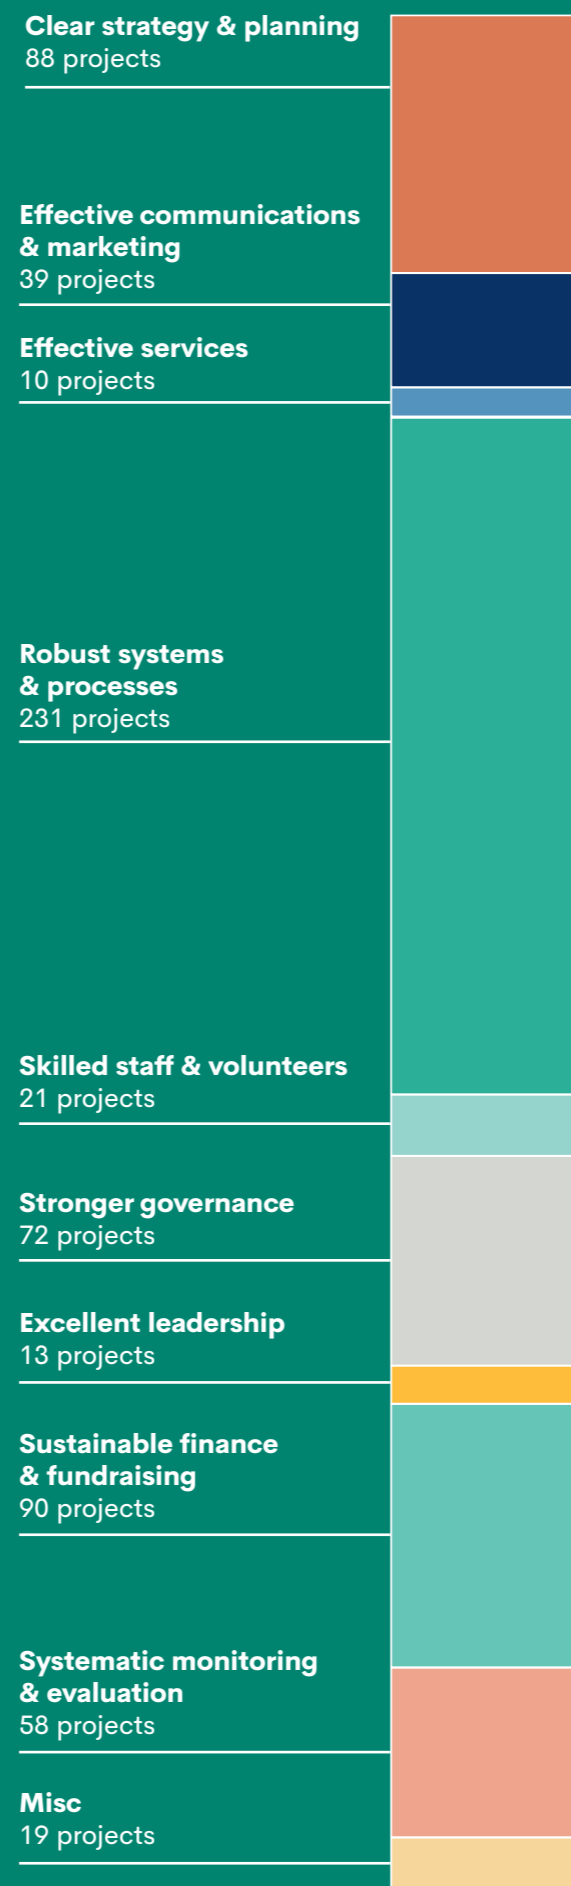 Clear strategy & planning
88 projects
Effective communications
& marketing
39 projects
Effective services
10 projects
Robust systems
& processes
231 projects
Skilled staff & volunteers
21 projects
Stronger governance
72 projects
Excellent leadership
13 projects
Sustainable finance
& fundraising
90 projects
Systematic monitoring
& evaluation
58 projects
Misc
19 projects